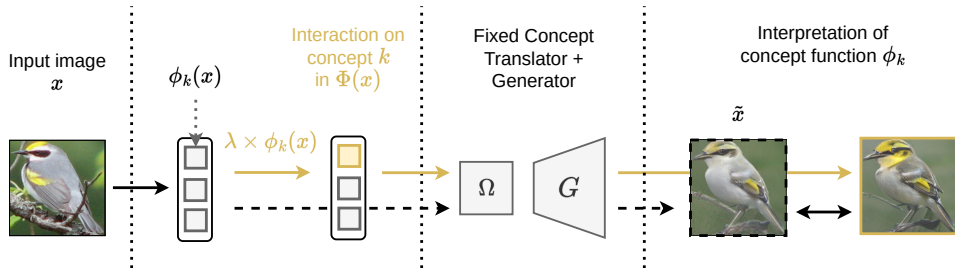 Input image
x
ϕₖ(x)
Interaction on
concept k
in Φ(x)
λ × ϕₖ(x)
Fixed Concept
Translator +
Generator
Ω
G
Interpretation of
concept function ϕₖ
x̃